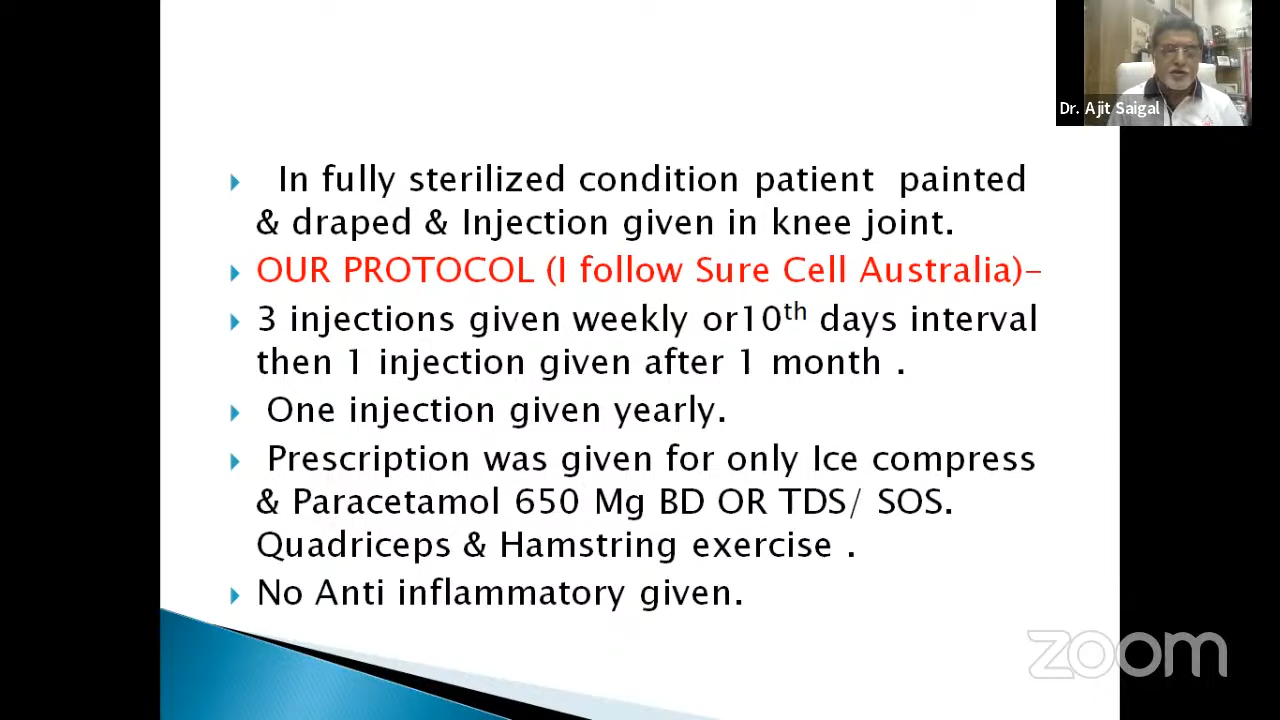 Dr. Ajit Saigal
In fully sterilized condition patient painted
& draped & Injection given in knee joint.
OUR PROTOCOL (I follow Sure Cell Australia)-
3 injections given weekly or10th days interval
then 1 injection given after 1 month .
One injection given yearly.
Prescription was given for only Ice compress
& Paracetamol 650 Mg BD OR TDS/ SOS.
Quadriceps & Hamstring exercise .
No Anti inflammatory given.
zoom